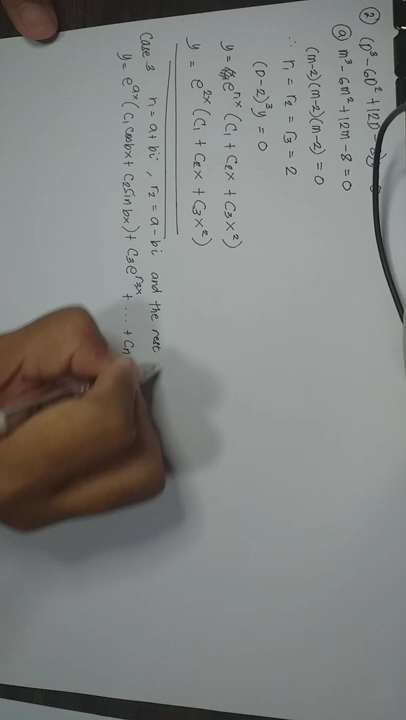 ② (D³ - 6D² + 12D
ⓐ m³ - 6m² + 12m - 8 = 0
(m-2)(m-2)(m-2) = 0
∴ r₁ = r₂ = r₃ = 2
(D-2)³y = 0
y = e^(rx) (C₁ + C₂x + C₃x²)
y = e^(2x) (C₁ + C₂x + C₃x²)
Case 3 r₁ = a + bi, r₂ = a - bi and the rest
y = e^(ax) (C₁ cos bx + C₂ sin bx) + C₃e^(r₃x) + ... + Cn